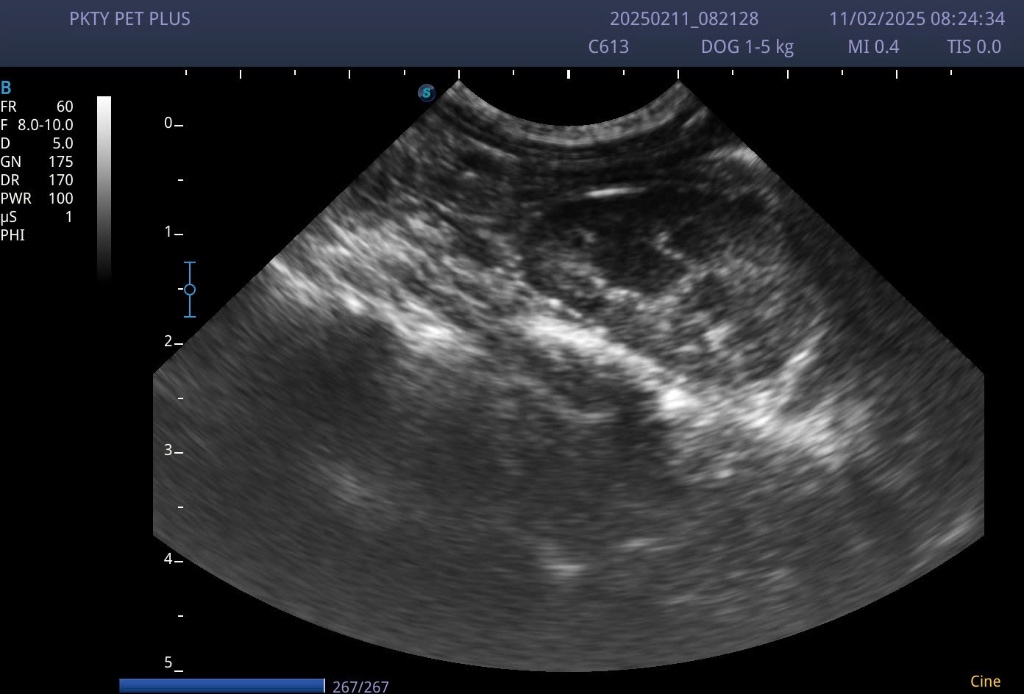 PKTY PET PLUS
20250211_082128
11/02/2025 08:24:34
C613
DOG 1-5 kg
MI 0.4
TIS 0.0
B
FR 60
F 8.0-10.0
D 5.0
GN 175
DR 170
PWR 100
µS 1
PHI
S
0
1
2
3
4
5
267/267
Cine